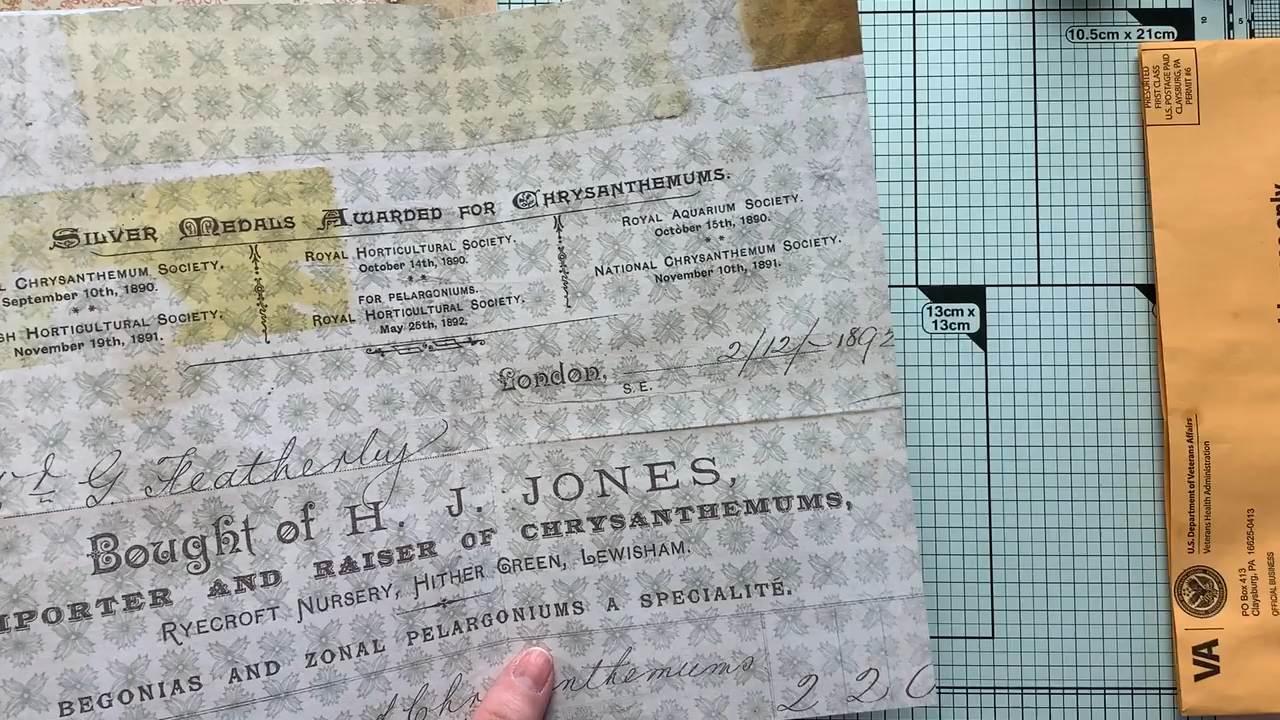 SILVER MEDALS AWARDED FOR CHRYSANTHEMUMS.
CHRYSANTHEMUM SOCIETY.
September 10th, 1890.
HORTICULTURAL SOCIETY.
November 19th, 1891.
ROYAL HORTICULTURAL SOCIETY.
October 14th, 1890.
FOR PELARGONIUMS.
ROYAL HORTICULTURAL SOCIETY.
May 25th, 1892.
ROYAL AQUARIUM SOCIETY.
October 15th, 1890.
NATIONAL CHRYSANTHEMUM SOCIETY.
November 10th, 1891.
London, 2/12/-1892
S.E.
G Featherby
Bought of H. J. JONES,
IMPORTER AND RAISER OF CHRYSANTHEMUMS,
RYECROFT NURSERY, HITHER GREEN, LEWISHAM.
BEGONIAS AND ZONAL PELARGONIUMS A SPECIALITÉ.
2 2 0
10.5cm x 21cm
10
5
13cm x
13cm
PRESORTED
FIRST CLASS
U.S. POSTAGE PAID
CLAYSBURG, PA
PERMIT #6
VA
U.S. Department of Veterans Affairs
Veterans Health Administration
PO Box 413
Claysburg, PA 16625-0413
OFFICIAL BUSINESS